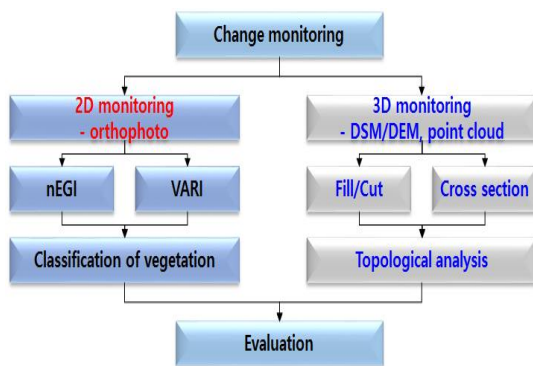 Change monitoring
2D monitoring
- orthophoto
3D monitoring
- DSM/DEM, point cloud
nEGI
VARI
Fill/Cut
Cross section
Classification of vegetation
Topological analysis
Evaluation